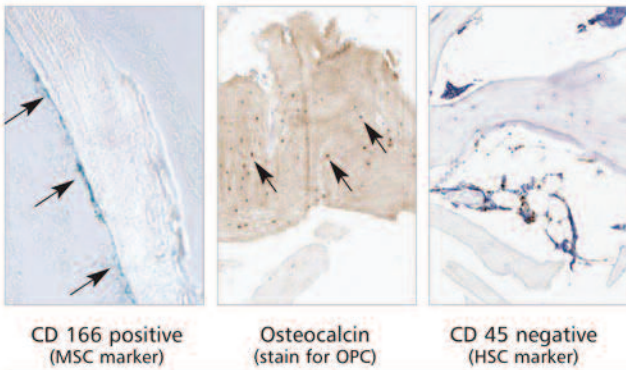 CD 166 positive
(MSC marker)
Osteocalcin
(stain for OPC)
CD 45 negative
(HSC marker)